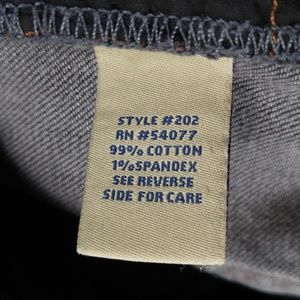 STYLE #202
RN #54077
99% COTTON
1% SPANDEX
SEE REVERSE
SIDE FOR CARE